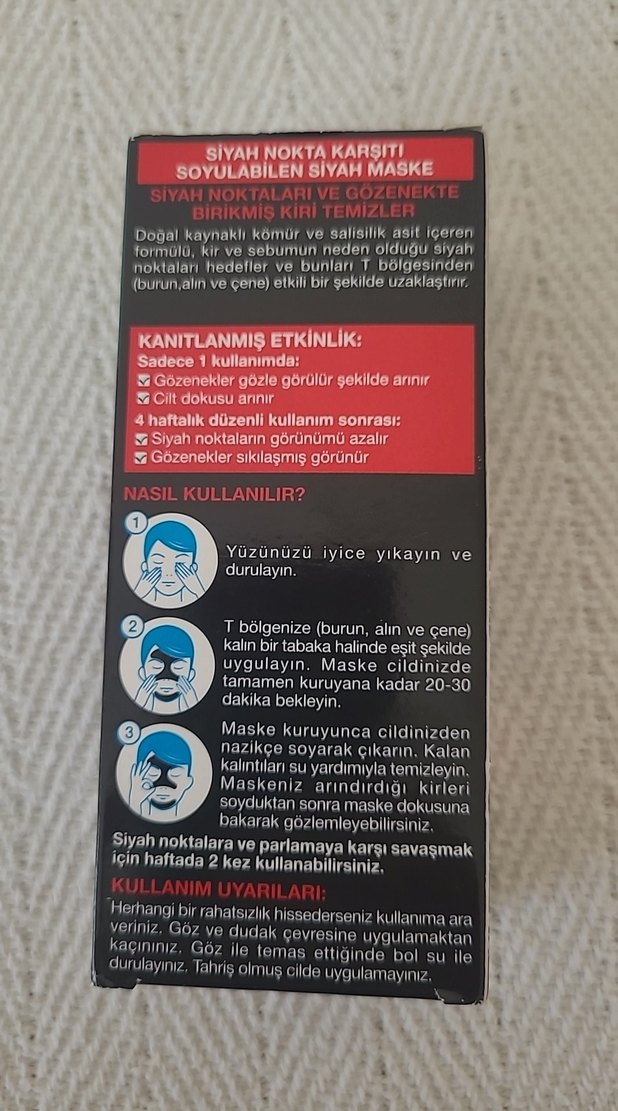 SİYAH NOKTA KARŞITI
SOYULABİLEN SİYAH MASKE
SİYAH NOKTALARI VE GÖZENEKTE
BİRİKMİŞ KİRİ TEMİZLER
Doğal kaynaklı kömür ve salisilik asit içeren
formülü, kir ve sebumun neden olduğu siyah
noktaları hedefler ve bunları T bölgesinden
(burun,alın ve çene) etkili bir şekilde uzaklaştırır.
KANITLANMIŞ ETKİNLİK:
Sadece 1 kullanımda:
Gözenekler gözle görülür şekilde arınır
Cilt dokusu arınır
4 haftalık düzenli kullanım sonrası:
Siyah noktaların görünümü azalır
Gözenekler sıkılaşmış görünür
NASIL KULLANILIR?
1
Yüzünüzü iyice yıkayın ve
durulayın.
2
T bölgenize (burun, alın ve çene)
kalın bir tabaka halinde eşit şekilde
uygulayın. Maske cildinizde
tamamen kuruyana kadar 20-30
dakika bekleyin.
3
Maske kuruyunca cildinizden
nazikçe soyarak çıkarın. Kalan
kalıntıları su yardımıyla temizleyin.
Maskeniz arındırdığı kirleri
soyduktan sonra maske dokusuna
bakarak gözlemleyebilirsiniz.
Siyah noktalara ve parlamaya karşı savaşmak
için haftada 2 kez kullanabilirsiniz.
KULLANIM UYARILARI:
Herhangi bir rahatsızlık hissederseniz kullanıma ara
veriniz. Göz ve dudak çevresine uygulamaktan
kaçınınız. Göz ile temas ettiğinde bol su ile
durulayınız. Tahriş olmuş cilde uygulamayınız.